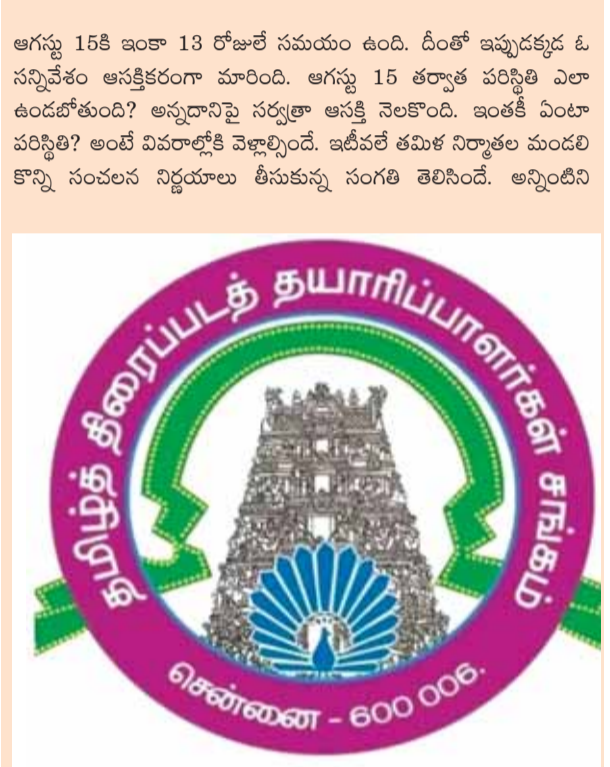 ఆగస్టు 15కి ఇంకా 13 రోజులే సమయం ఉంది. దీంతో ఇప్పుడక్కడ ఓ
సన్నివేశం ఆసక్తికరంగా మారింది. ఆగస్టు 15 తర్వాత పరిస్థితి ఎలా
ఉండబోతుంది? అన్నదానిపై సర్వత్రా ఆసక్తి నెలకొంది. ఇంతకీ ఏంటా
పరిస్థితి? అంటే వివరాల్లోకి వెళ్లాల్సిందే. ఇటీవలే తమిళ నిర్మాతల మండలి
కొన్ని సంచలన నిర్ణయాలు తీసుకున్న సంగతి తెలిసిందే. అన్నింటిని
தமிழ்த் திரைப்படத் தயாரிப்பாளர்கள் சங்கம்
சென்னை - 600 006.